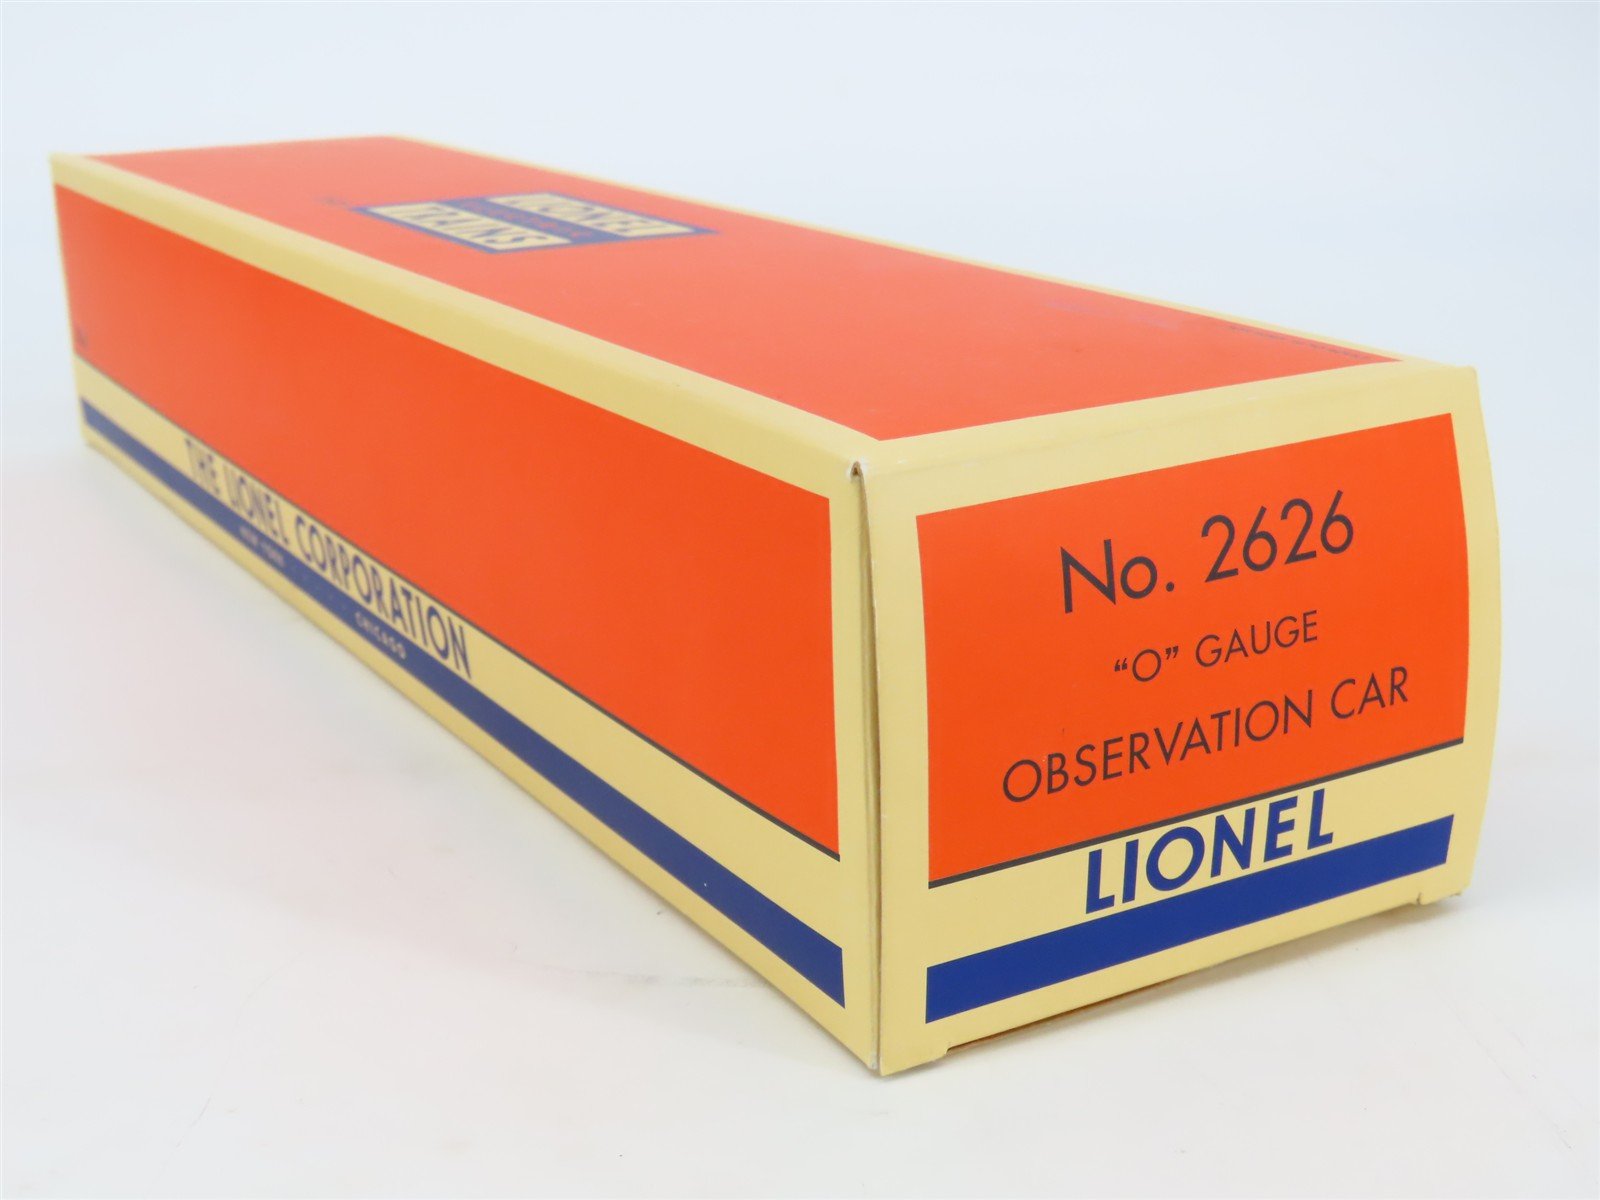 LIONEL
TRAINS
THE LIONEL CORPORATION
NEW YORK
CHICAGO
No. 2626
“O” GAUGE
OBSERVATION CAR
LIONEL